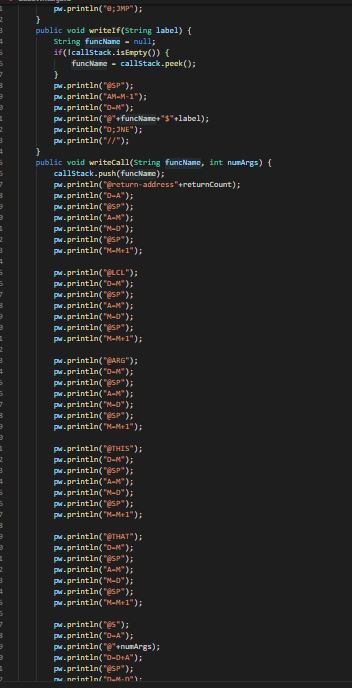 pw.println("0;JMP");
}
public void writeIf(String label) {
String funcName = null;
if(!callStack.isEmpty()) {
funcName = callStack.peek();
}
pw.println("@SP");
pw.println("AM=M-1");
pw.println("D=M");
pw.println("@"+funcName+"$"+label);
pw.println("D;JNE");
pw.println("//");
}
public void writeCall(String funcName, int numArgs) {
callStack.push(funcName);
pw.println("@return-address"+returnCount);
pw.println("D=A");
pw.println("@SP");
pw.println("A=M");
pw.println("M=D");
pw.println("@SP");
pw.println("M=M+1");
pw.println("@LCL");
pw.println("D=M");
pw.println("@SP");
pw.println("A=M");
pw.println("M=D");
pw.println("@SP");
pw.println("M=M+1");
pw.println("@ARG");
pw.println("D=M");
pw.println("@SP");
pw.println("A=M");
pw.println("M=D");
pw.println("@SP");
pw.println("M=M+1");
pw.println("@THIS");
pw.println("D=M");
pw.println("@SP");
pw.println("A=M");
pw.println("M=D");
pw.println("@SP");
pw.println("M=M+1");
pw.println("@THAT");
pw.println("D=M");
pw.println("@SP");
pw.println("A=M");
pw.println("M=D");
pw.println("@SP");
pw.println("M=M+1");
pw.println("@5");
pw.println("D=A");
pw.println("@"+numArgs);
pw.println("D=D+A");
pw.println("@SP");
pw.println("D=M-D");